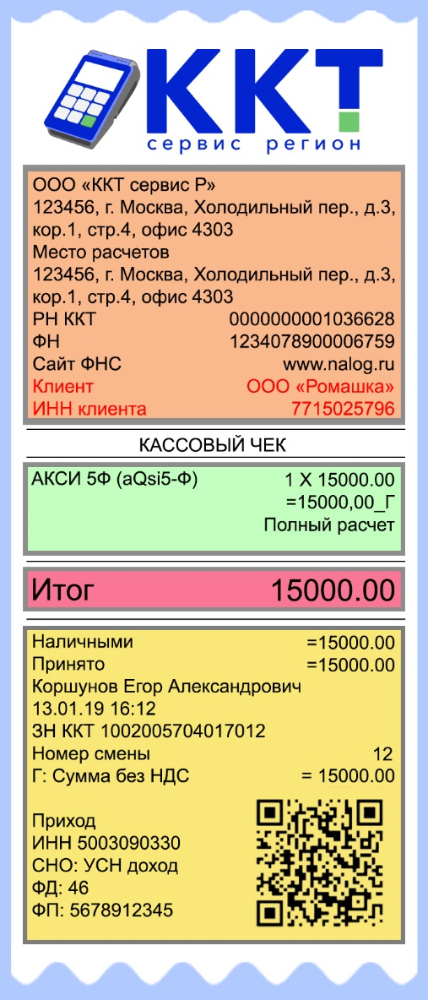 ККТ
сервис регион
ООО «ККТ сервис Р»
123456, г. Москва, Холодильный пер., д.3,
кор.1, стр.4, офис 4303
Место расчетов
123456, г. Москва, Холодильный пер., д.3,
кор.1, стр.4, офис 4303
РН ККТ 0000000001036628
ФН 1234078900006759
Сайт ФНС www.nalog.ru
Клиент ООО «Ромашка»
ИНН клиента 7715025796
КАССОВЫЙ ЧЕК
АКСИ 5Ф (aQsi5-Ф) 1 X 15000.00
=15000,00_Г
Полный расчет
Итог 15000.00
Наличными =15000.00
Принято =15000.00
Коршунов Егор Александрович
13.01.19 16:12
ЗН ККТ 1002005704017012
Номер смены 12
Г: Сумма без НДС = 15000.00
Приход
ИНН 5003090330
СНО: УСН доход
ФД: 46
ФП: 5678912345